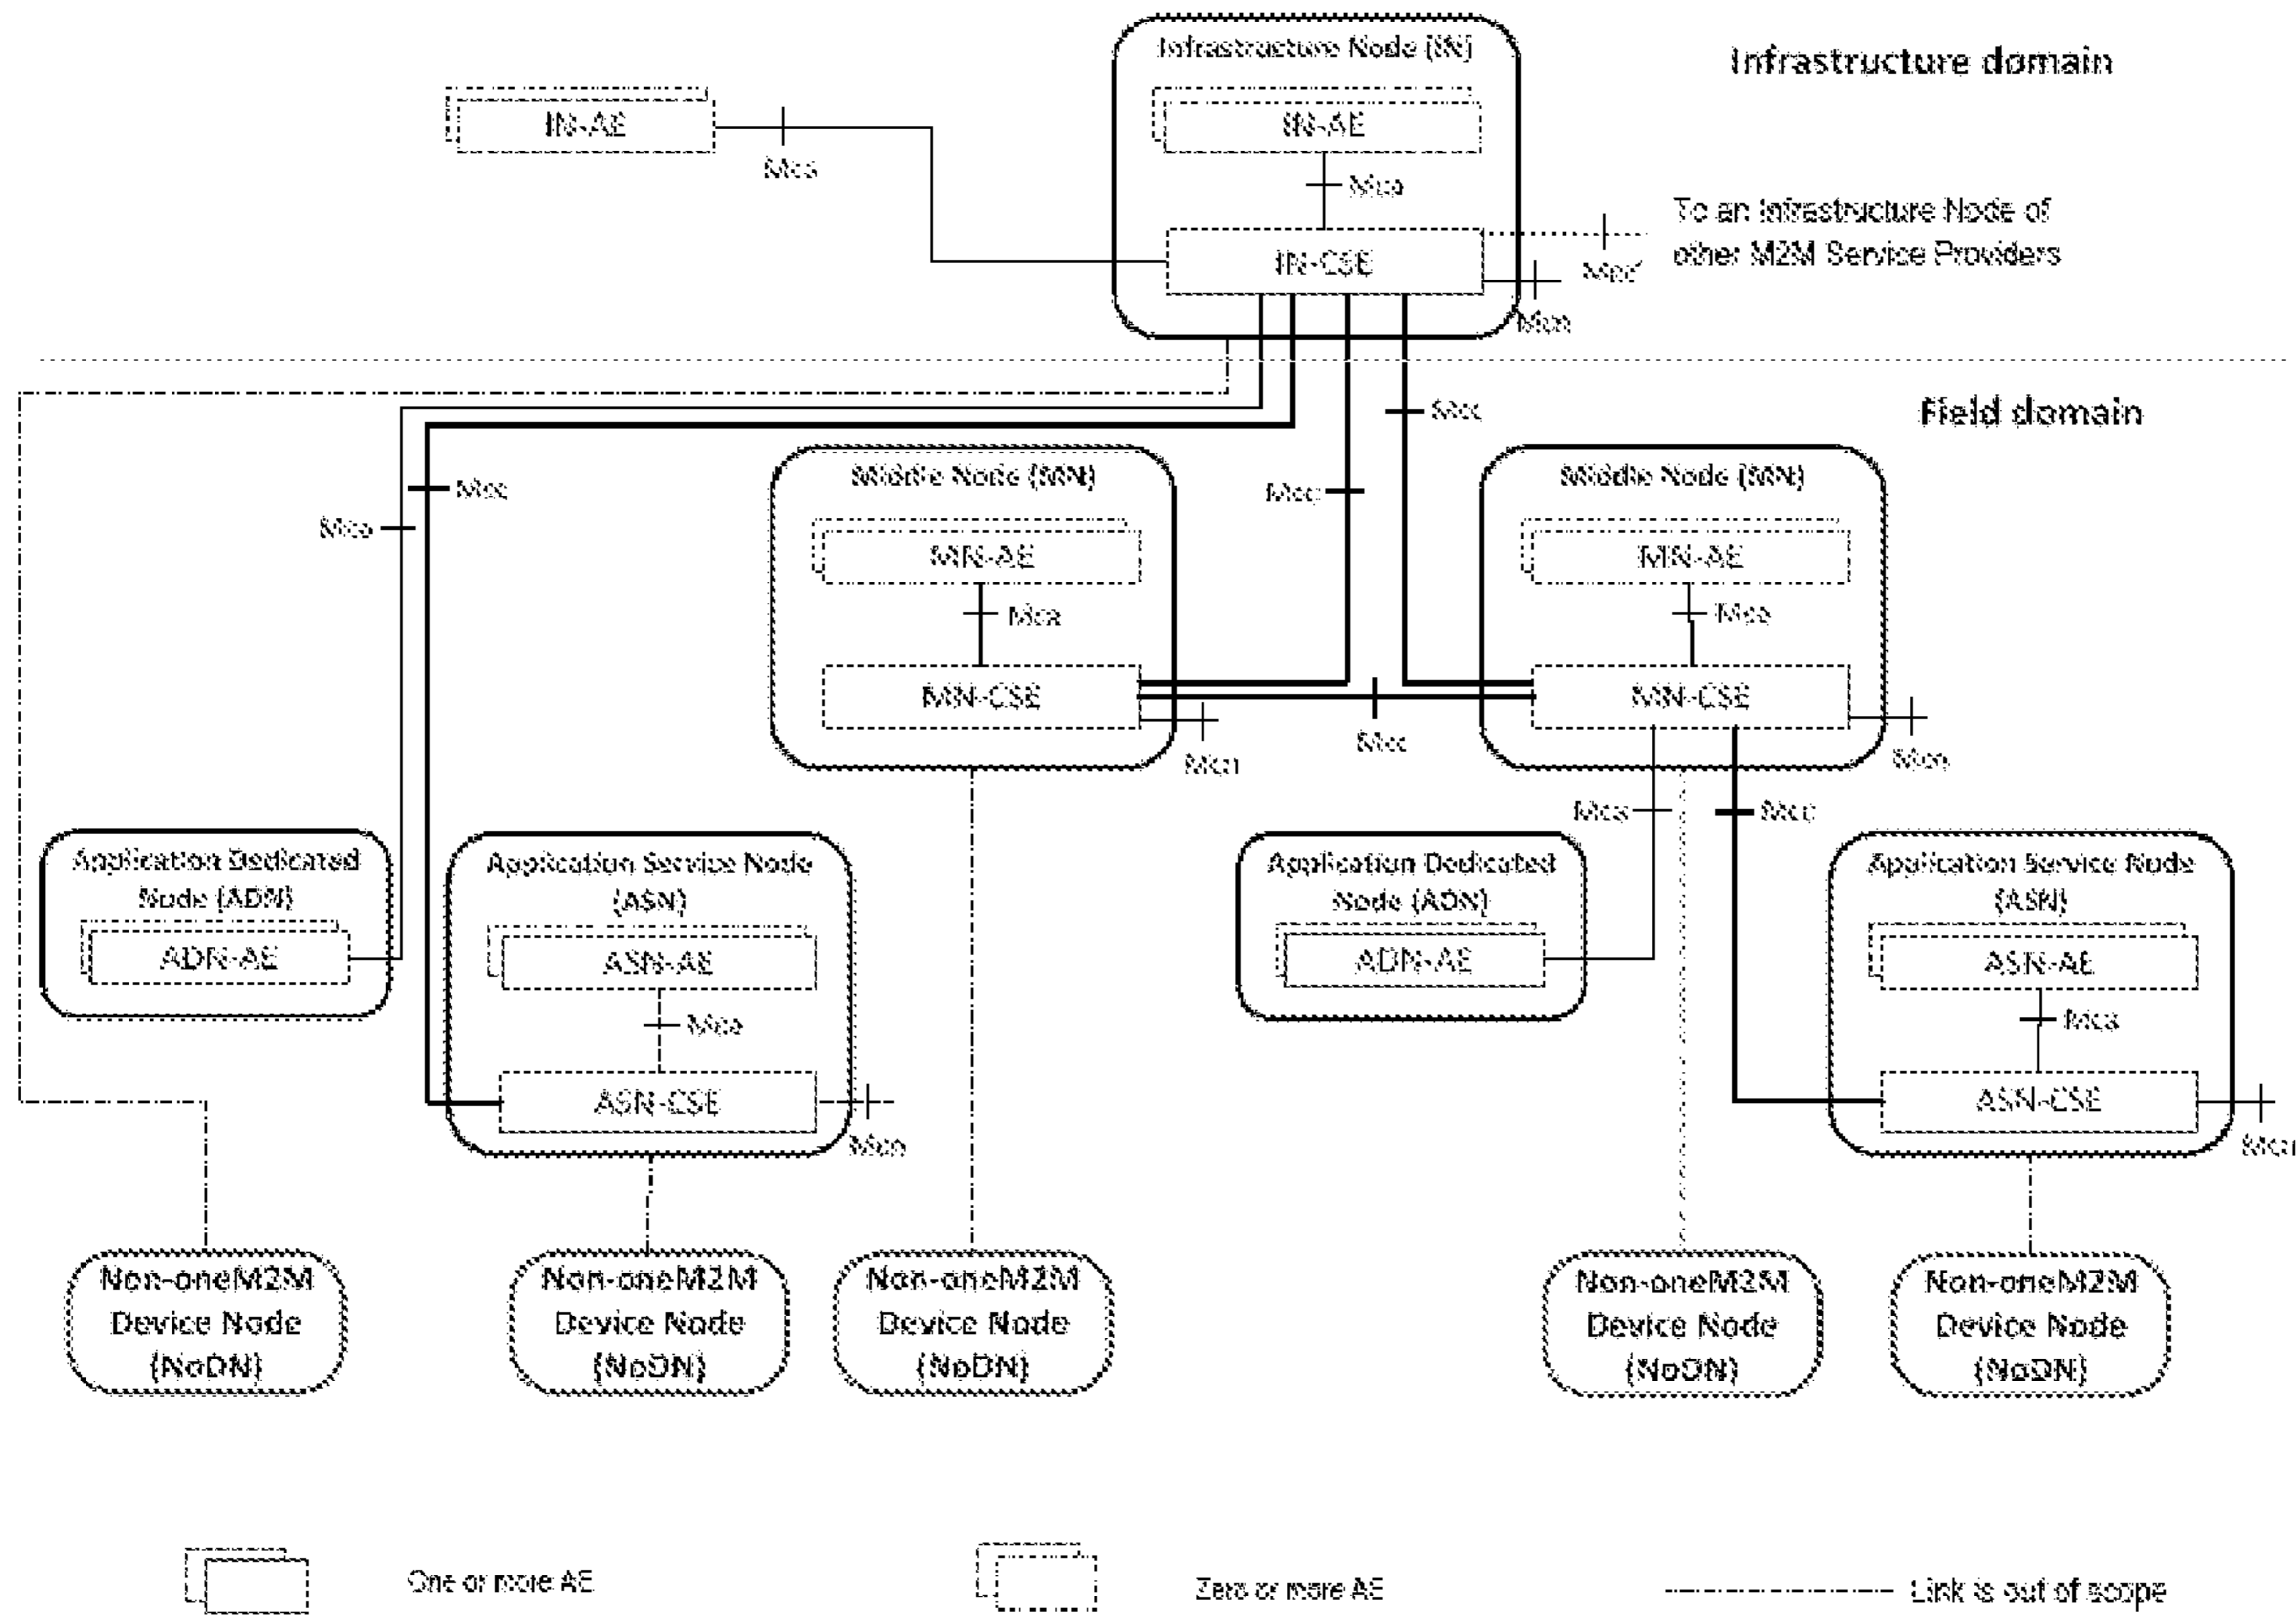 Infrastructure Node (IN)
Infrastructure domain
IN-AE
IN-AE
Mca
Mca
To an Infrastructure Node of
other M2M Service Providers
IN-CSE
Mcc'
Mcn
Mcc
Field domain
Mcc
Mcc
Mca
Middle Node (MN)
Middle Node (MN)
MN-AE
MN-AE
Mca
Mca
MN-CSE
MN-CSE
Mcc
Mcn
Mcn
Mca
Mcc
Application Dedicated
Node (ADN)
ADN-AE
Application Service Node
(ASN)
ASN-AE
Mca
ASN-CSE
Mcn
Application Dedicated
Node (ADN)
ADN-AE
Application Service Node
(ASN)
ASN-AE
Mca
ASN-CSE
Mcn
Non-oneM2M
Device Node
(NoDN)
Non-oneM2M
Device Node
(NoDN)
Non-oneM2M
Device Node
(NoDN)
Non-oneM2M
Device Node
(NoDN)
Non-oneM2M
Device Node
(NoDN)
One or more AE
Zero or more AE
Link is out of scope